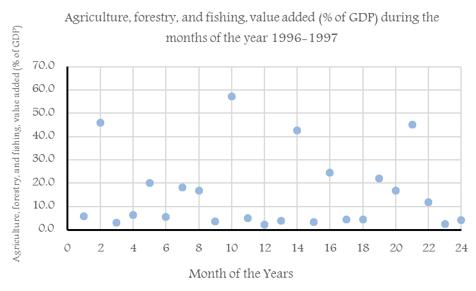 Agriculture, forestry, and fishing, value added (% of GDP) during the
months of the year 1996-1997
Agriculture, forestry, and fishing, value added (% of GDP)
70.0
60.0
50.0
40.0
30.0
20.0
10.0
0.0
0 2 4 6 8 10 12 14 16 18 20 22 24
Month of the Years